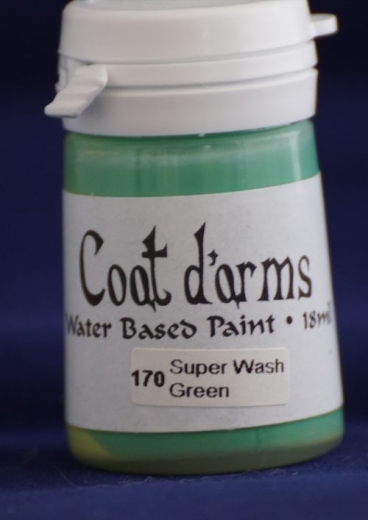 Coat d'arms
Water Based Paint • 18ml
170 Super Wash
Green